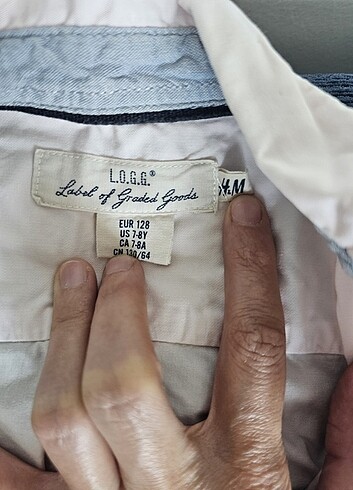 L.O.G.G.®
Label of Graded Goods
&M
EUR 128
US 7-8Y
CA 7-8A
CN 130/64